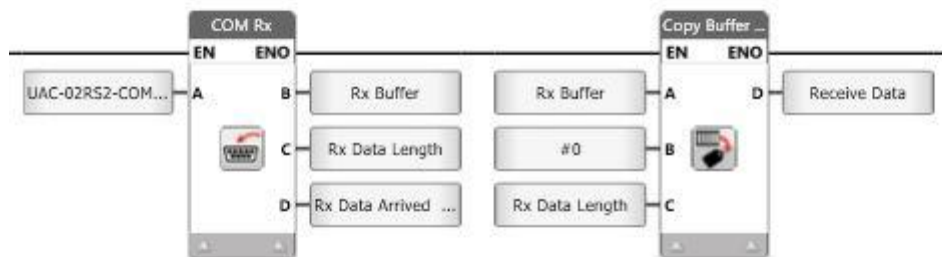 COM Rx
EN ENO
UAC-02RS2-COM...
A
B
Rx Buffer
C
Rx Data Length
D
Rx Data Arrived ...
Copy Buffer ...
EN ENO
Rx Buffer
A
D
Receive Data
#0
B
Rx Data Length
C